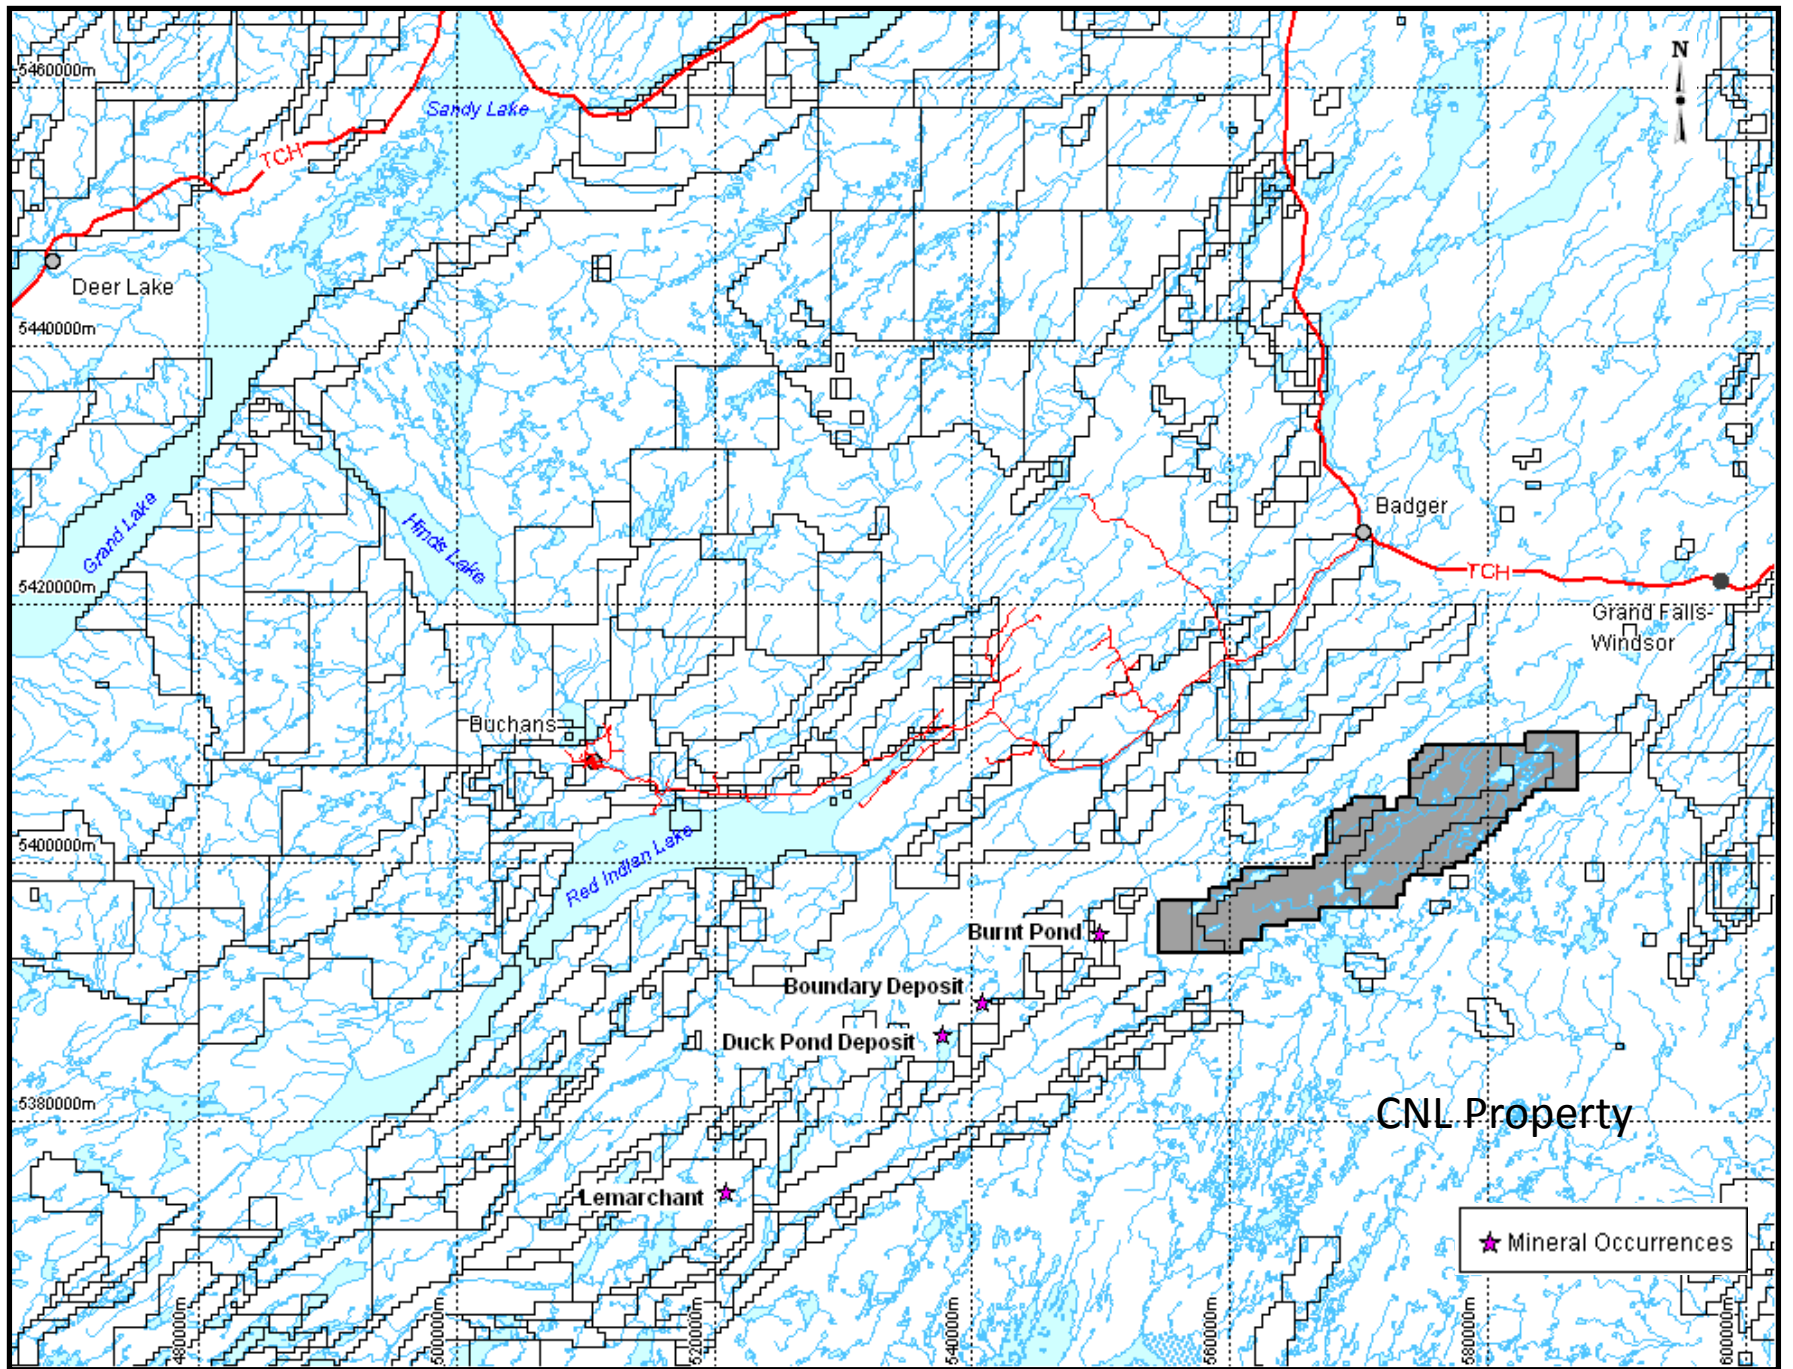 5460000m
N
Sandy Lake
TCH
Deer Lake
5440000m
Grand Lake
Hinds Lake
Badger
5420000m
TCH
Grand Falls-
Windsor
Buchans
5400000m
Red Indian Lake
Burnt Pond
Boundary Deposit
Duck Pond Deposit
5380000m
CNL Property
Lemarchant
Mineral Occurrences
480000m
500000m
520000m
540000m
560000m
580000m
600000m